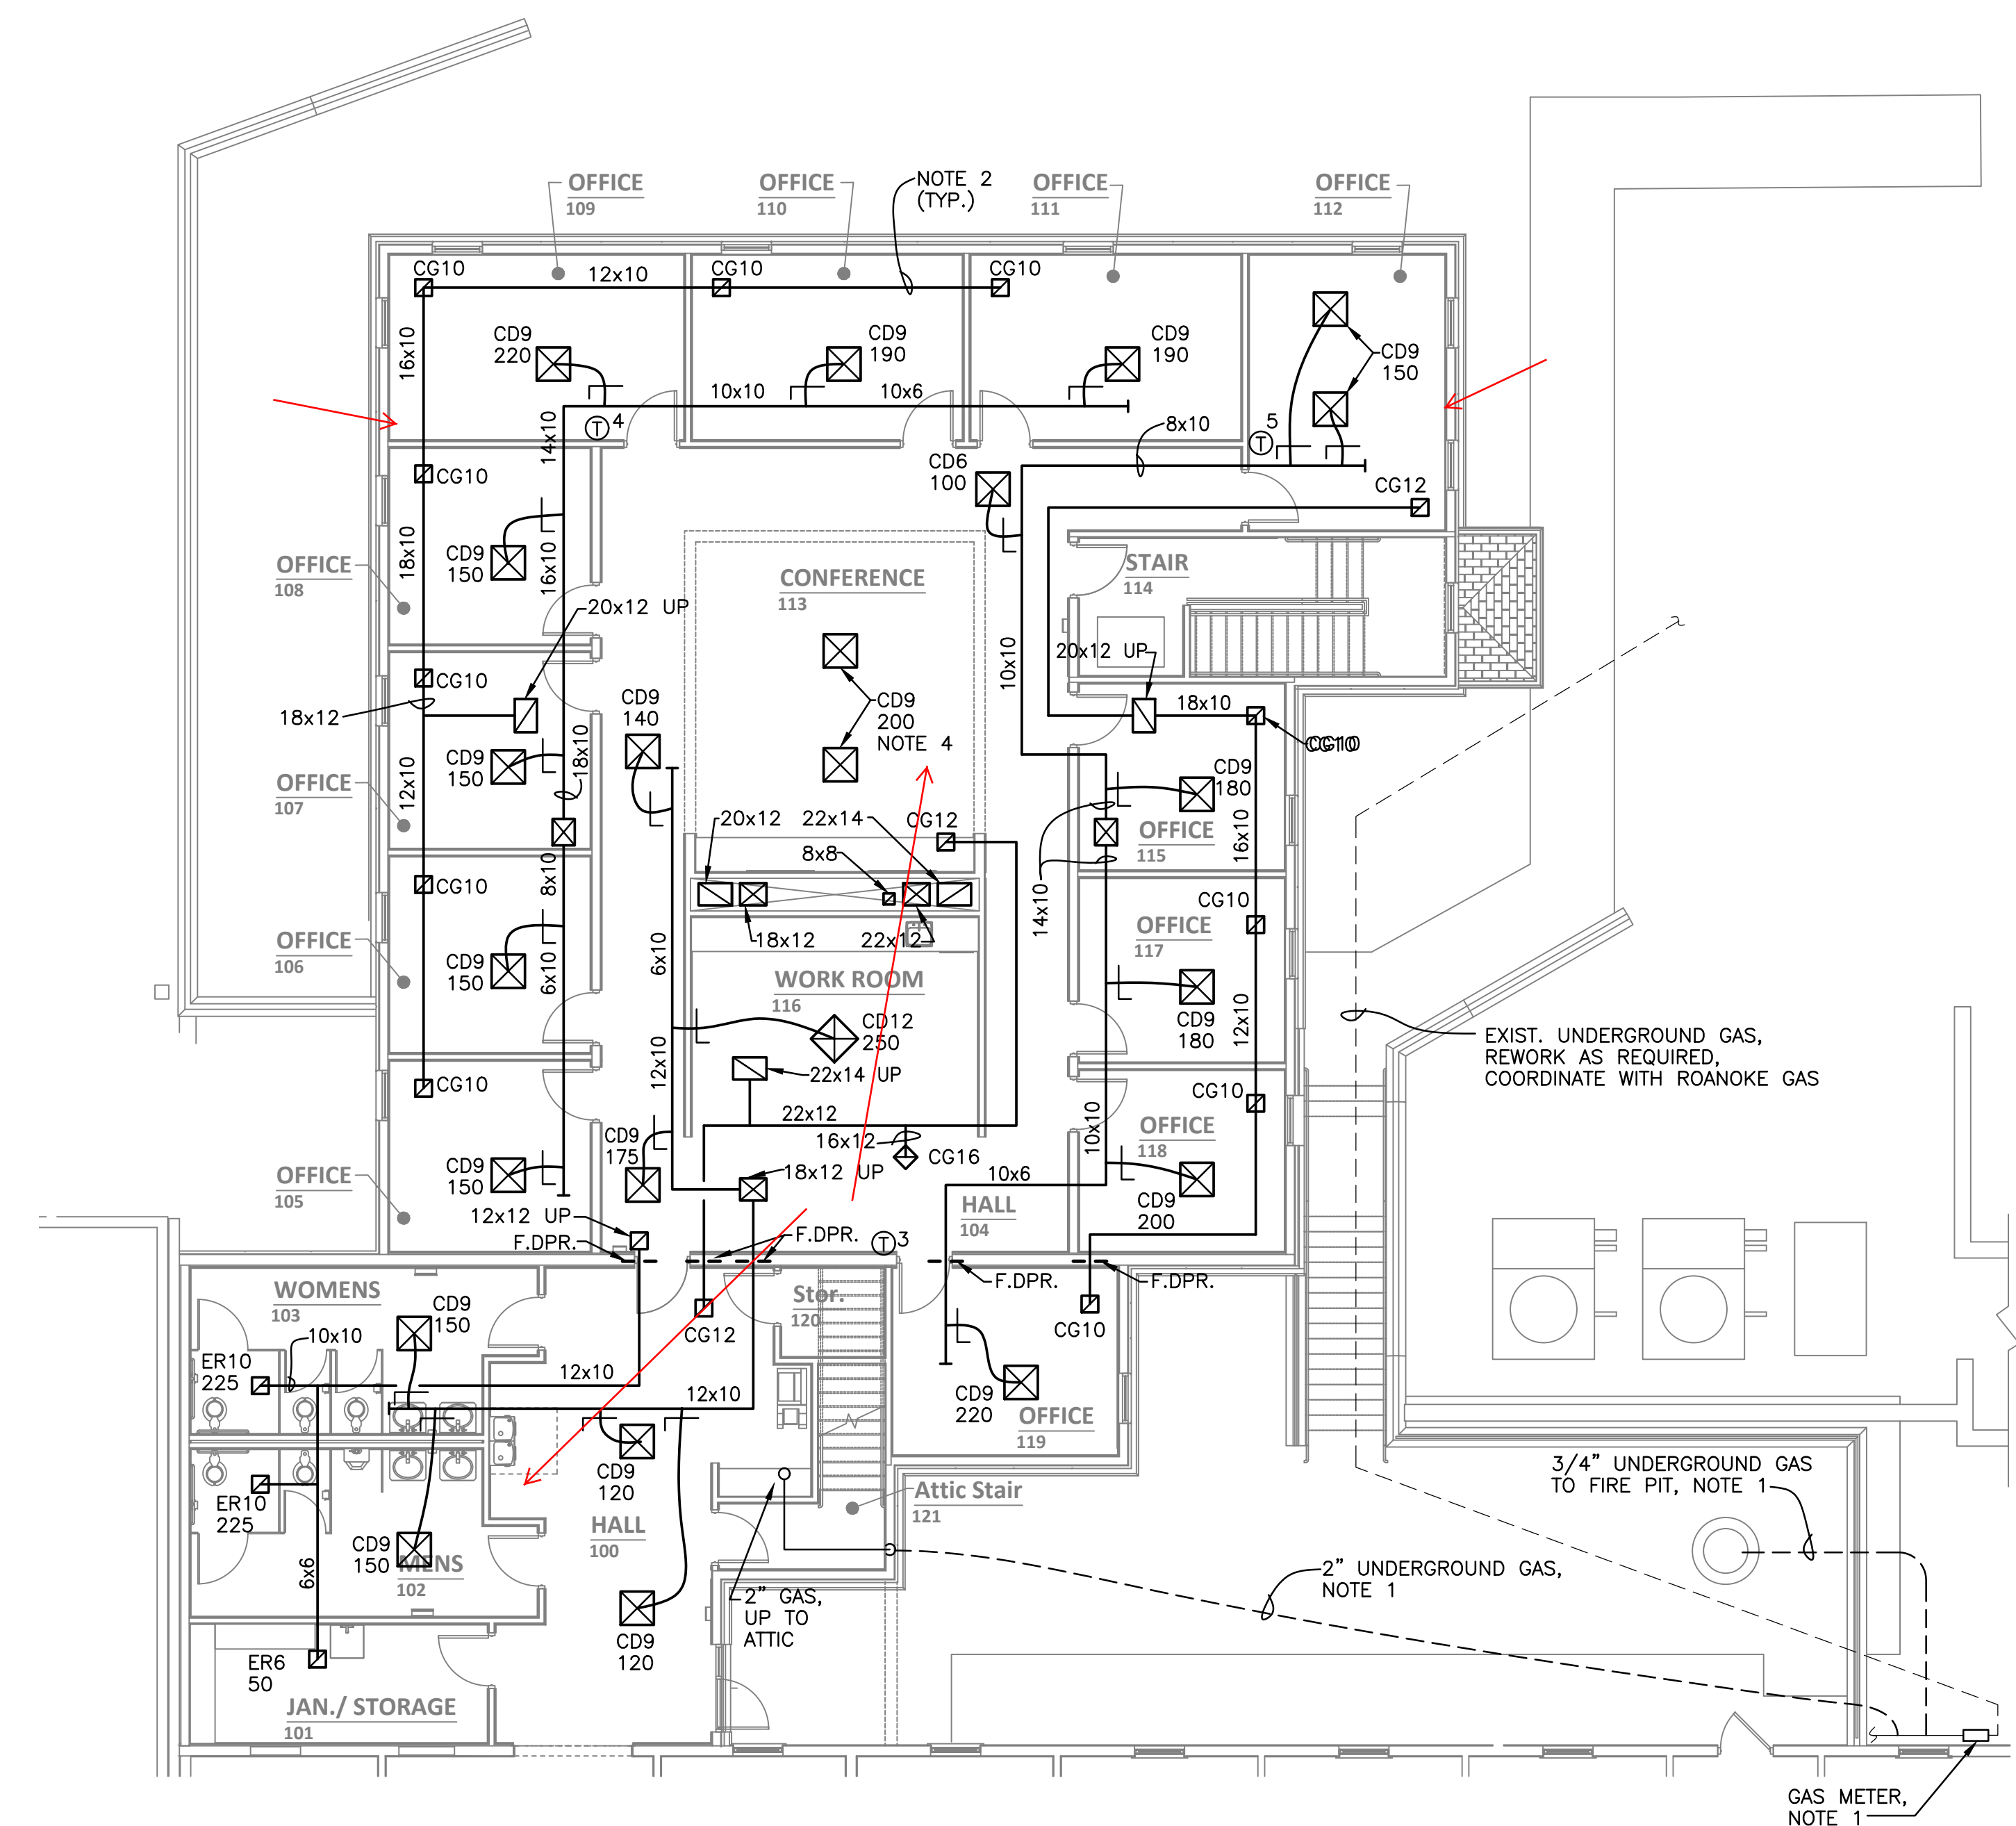 OFFICE
109
OFFICE
110
NOTE 2
(TYP.)
OFFICE
111
OFFICE
112
CG10
12x10
CG10
CG10
16x10
CD9
220
CD9
190
CD9
190
CD9
150
10x10
10x6
14x10
T 4
8x10
T 5
CD6
100
CG12
CG10
18x10
OFFICE
108
CD9
150
16x10
CONFERENCE
113
STAIR
114
20x12 UP
20x12 UP
CG10
18x12
CD9
140
CD9
200
NOTE 4
10x10
18x10
CG10
OFFICE
107
12x10
CD9
150
18x10
CD9
180
20x12
22x14
CG12
OFFICE
115
16x10
8x8
CG10
8x10
14x10
CG10
OFFICE
106
CD9
150
6x10
6x10
18x12
22x12
OFFICE
117
WORK ROOM
116
CD12
250
CD9
180
12x10
EXIST. UNDERGROUND GAS,
REWORK AS REQUIRED,
COORDINATE WITH ROANOKE GAS
CG10
12x10
22x14 UP
22x12
CG10
10x10
OFFICE
118
CD9
175
16x12
CG16
OFFICE
105
CD9
150
18x12 UP
10x6
HALL
104
CD9
200
12x12 UP
F.DPR.
F.DPR.
T 3
F.DPR.
F.DPR.
WOMENS
103
CD9
150
Stor.
120
10x10
CG12
CG10
ER10
225
12x10
12x10
CD9
220
OFFICE
119
ER10
225
CD9
120
Attic Stair
121
3/4" UNDERGROUND GAS
TO FIRE PIT, NOTE 1
HALL
100
CD9
150
MENS
102
6x6
2" GAS,
UP TO
ATTIC
2" UNDERGROUND GAS,
NOTE 1
CD9
120
ER6
50
JAN./ STORAGE
101
GAS METER,
NOTE 1